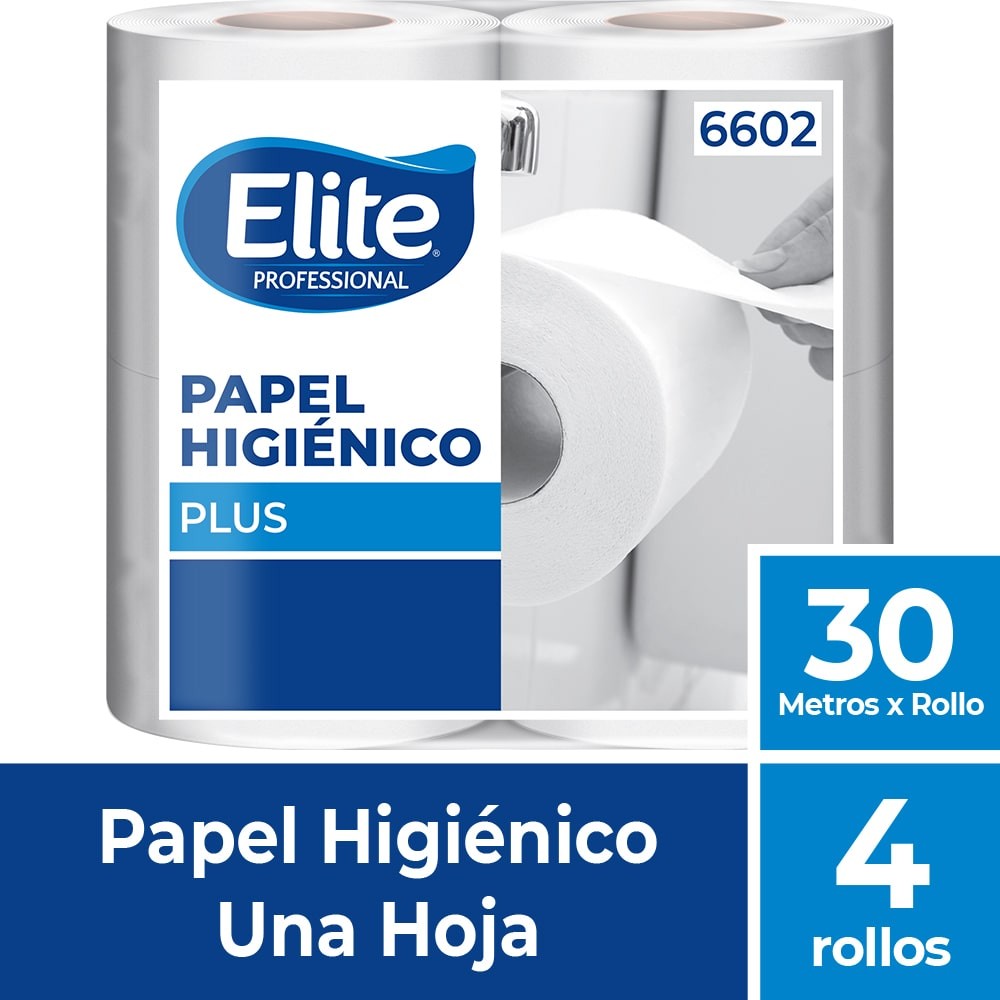 6602
Elite®
PROFESSIONAL
PAPEL
HIGIÉNICO
PLUS
30
Metros x Rollo
Papel Higiénico
Una Hoja
4
rollos